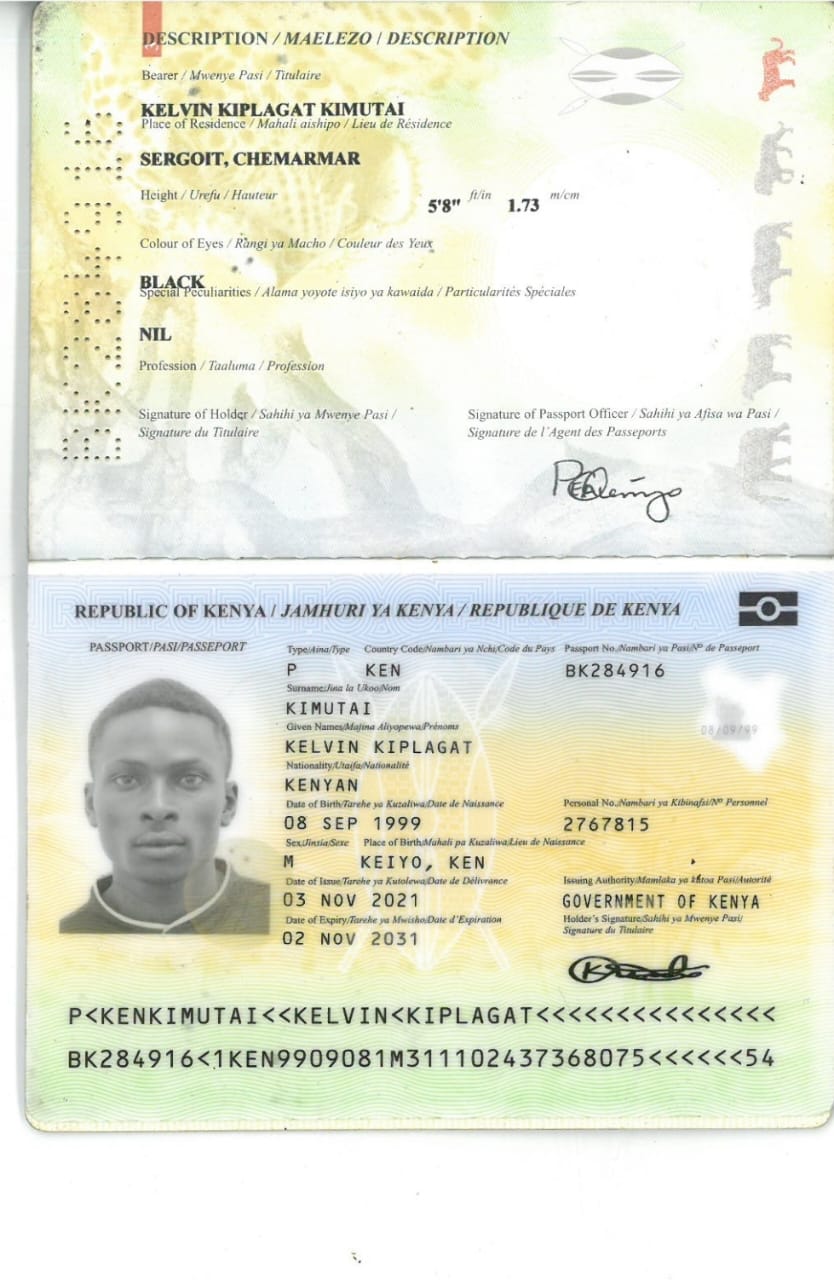 DESCRIPTION / MAELEZO / DESCRIPTION
Bearer / Mwenye Pasi / Titulaire
KELVIN KIPLAGAT KIMUTAI
Place of Residence / Mahali aishipo / Lieu de Résidence
SERGOIT, CHEMARMAR
Height / Urefu / Hauteur
5'8" ft/in 1.73 m/cm
Colour of Eyes / Rangi ya Macho / Couleur des Yeux
BLACK
Special Peculiarities / Alama yoyote isiyo ya kawaida / Particularités Spéciales
NIL
Profession / Taaluma / Profession
Signature of Holder / Sahihi ya Mwenye Pasi / Signature of Passport Officer / Sahihi ya Afisa wa Pasi /
Signature du Titulaire Signature de l'Agent des Passeports
REPUBLIC OF KENYA / JAMHURI YA KENYA / REPUBLIQUE DE KENYA
PASSPORT/PASI/PASSEPORT
Type/Aina/Type Country Code/Nambari ya Nchi/Code du Pays Passport No./Nambari ya Pasi/Nº de Passeport
P KEN BK284916
Surname/Jina la Ukoo/Nom
KIMUTAI
08/09/99
Given Names/Majina Aliyopewa/Prénoms
KELVIN KIPLAGAT
Nationality/Utaifa/Nationalité
KENYAN
Date of Birth/Tarehe ya Kuzaliwa/Date de Naissance Personal No./Nambari ya Kibinafsi/Nº Personnel
08 SEP 1999 2767815
Sex/Jinsia/Sexe Place of Birth/Mahali pa Kuzaliwa/Lieu de Naissance
M KEIYO, KEN
Date of Issue/Tarehe ya Kutolewa/Date de Délivrance Issuing Authority/Mamlaka ya kutoa Pasi/Autorité
03 NOV 2021 GOVERNMENT OF KENYA
Date of Expiry/Tarehe ya Mwisho/Date d'Expiration Holder's Signature/Sahihi ya Mwenye Pasi/
Signature du Titulaire
02 NOV 2031
P<KENKIMUTAI<<KELVIN<KIPLAGAT<<<<<<<<<<<<<<<
BK284916<1KEN9909081M311102437368075<<<<<<54